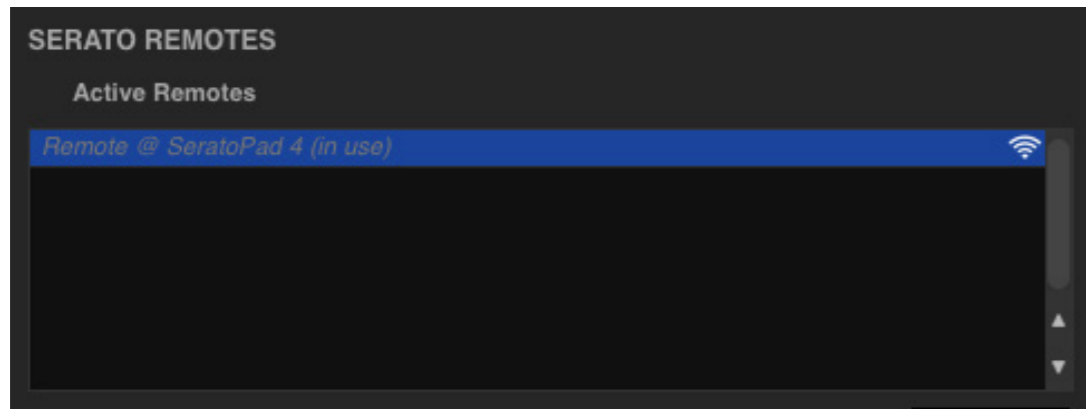 SERATO REMOTES
Active Remotes
Remote @ SeratoPad 4 (in use)